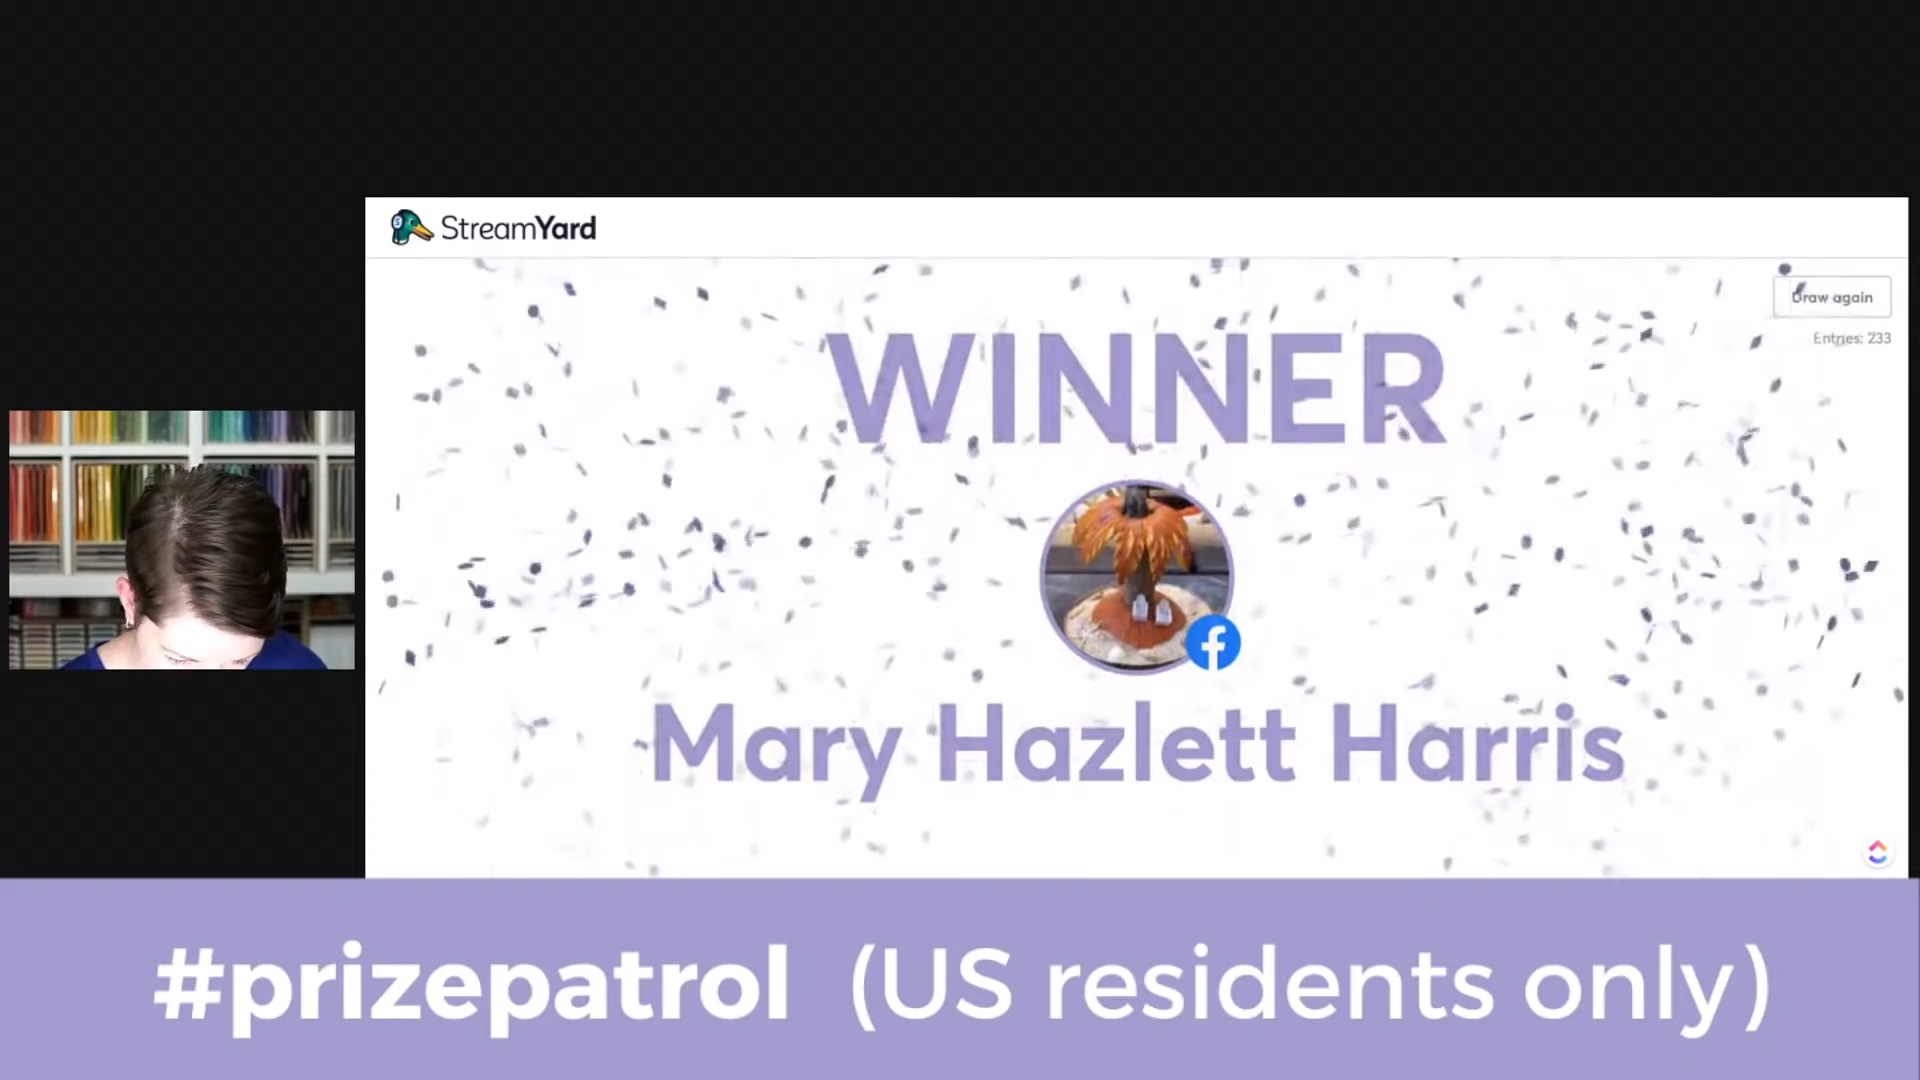 StreamYard
Draw again
Entries: 233
WINNER
Mary Hazlett Harris
#prizepatrol (US residents only)